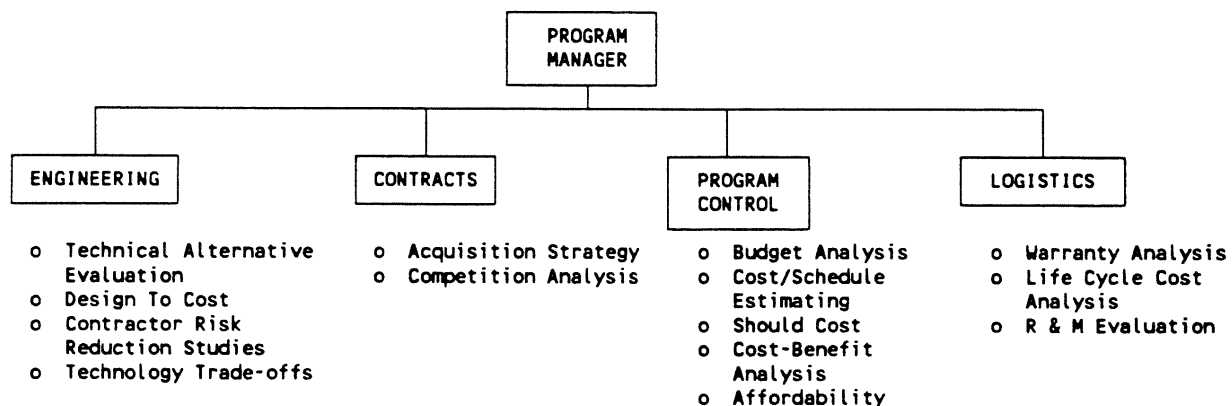 PROGRAM
MANAGER
ENGINEERING
CONTRACTS
PROGRAM
CONTROL
LOGISTICS
o Technical Alternative
Evaluation
o Design To Cost
o Contractor Risk
Reduction Studies
o Technology Trade-offs
o Acquisition Strategy
o Competition Analysis
o Budget Analysis
o Cost/Schedule
Estimating
o Should Cost
o Cost-Benefit
Analysis
o Affordability
o Warranty Analysis
o Life Cycle Cost
Analysis
o R & M Evaluation